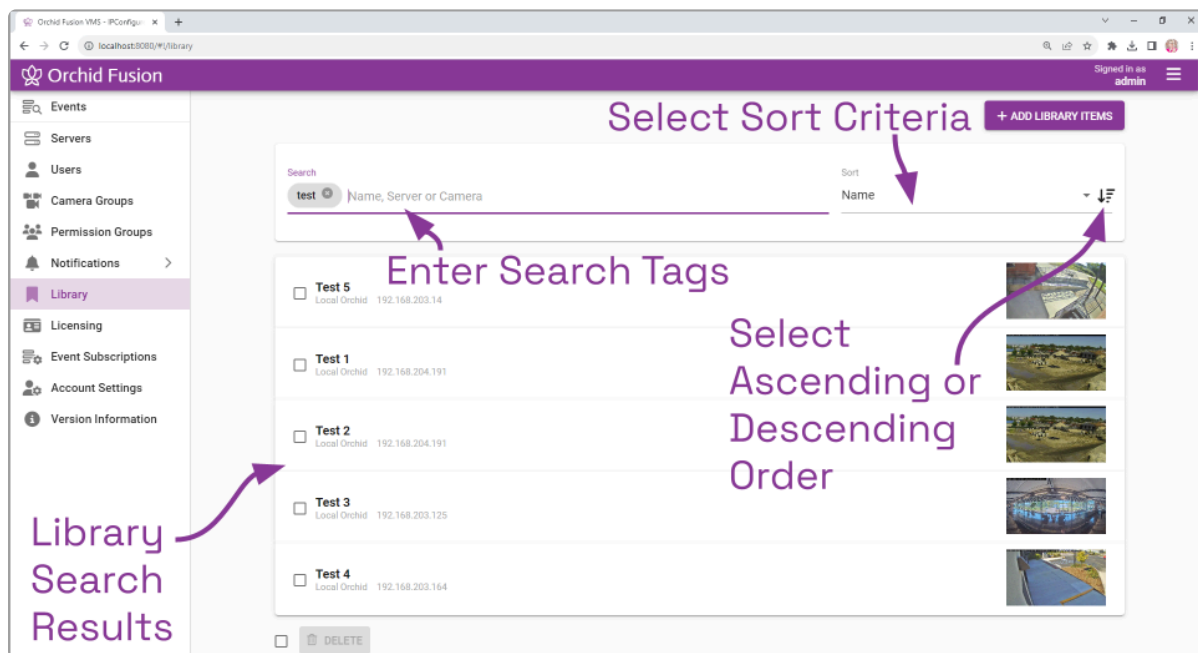 Orchid Fusion VMS - IPConfigur
localhost:8080/#!/library
Orchid Fusion
Signed in as
admin
Events
Servers
Users
Camera Groups
Permission Groups
Notifications
Library
Licensing
Event Subscriptions
Account Settings
Version Information
Select Sort Criteria
+ ADD LIBRARY ITEMS
Search
test Name, Server or Camera
Sort
Name
Enter Search Tags
Test 5
Local Orchid 192.168.203.14
Test 1
Local Orchid 192.168.204.191
Test 2
Local Orchid 192.168.204.191
Test 3
Local Orchid 192.168.203.125
Test 4
Local Orchid 192.168.203.164
Select
Ascending or
Descending
Order
Library
Search
Results
DELETE